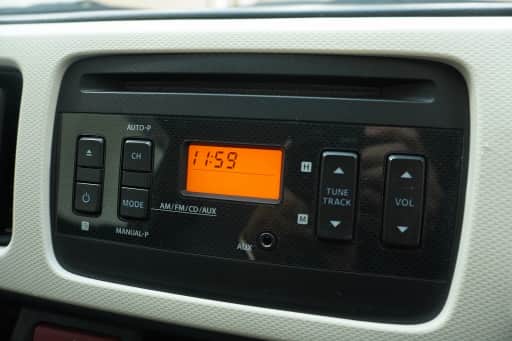 AUTO-P
CH
11:59
H
TUNE
TRACK
VOL
MODE
AM/FM/CD/AUX
M
MANUAL-P
AUX